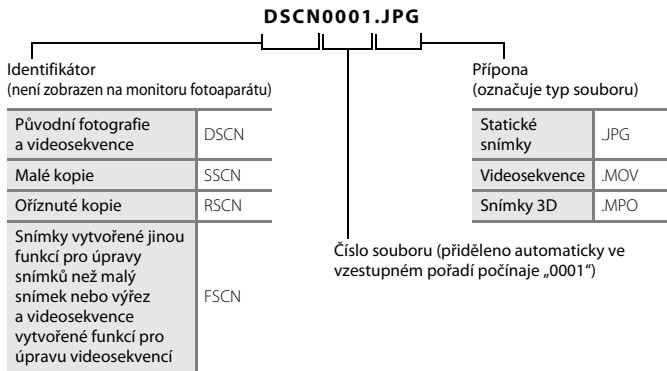 DSCN0001.JPG
Identifikátor
(není zobrazen na monitoru fotoaparátu)
Původní fotografie
a videosekvence
DSCN
Malé kopie
SSCN
Oříznuté kopie
RSCN
Snímky vytvořené jinou
funkcí pro úpravy
snímků než malý
snímek nebo výřez
a videosekvence
vytvořené funkcí pro
úpravu videosekvencí
FSCN
Přípona
(označuje typ souboru)
Statické
snímky
.JPG
Videosekvence
.MOV
Snímky 3D
.MPO
Číslo souboru (přiděleno automaticky ve
vzestupném pořadí počínaje „0001“)